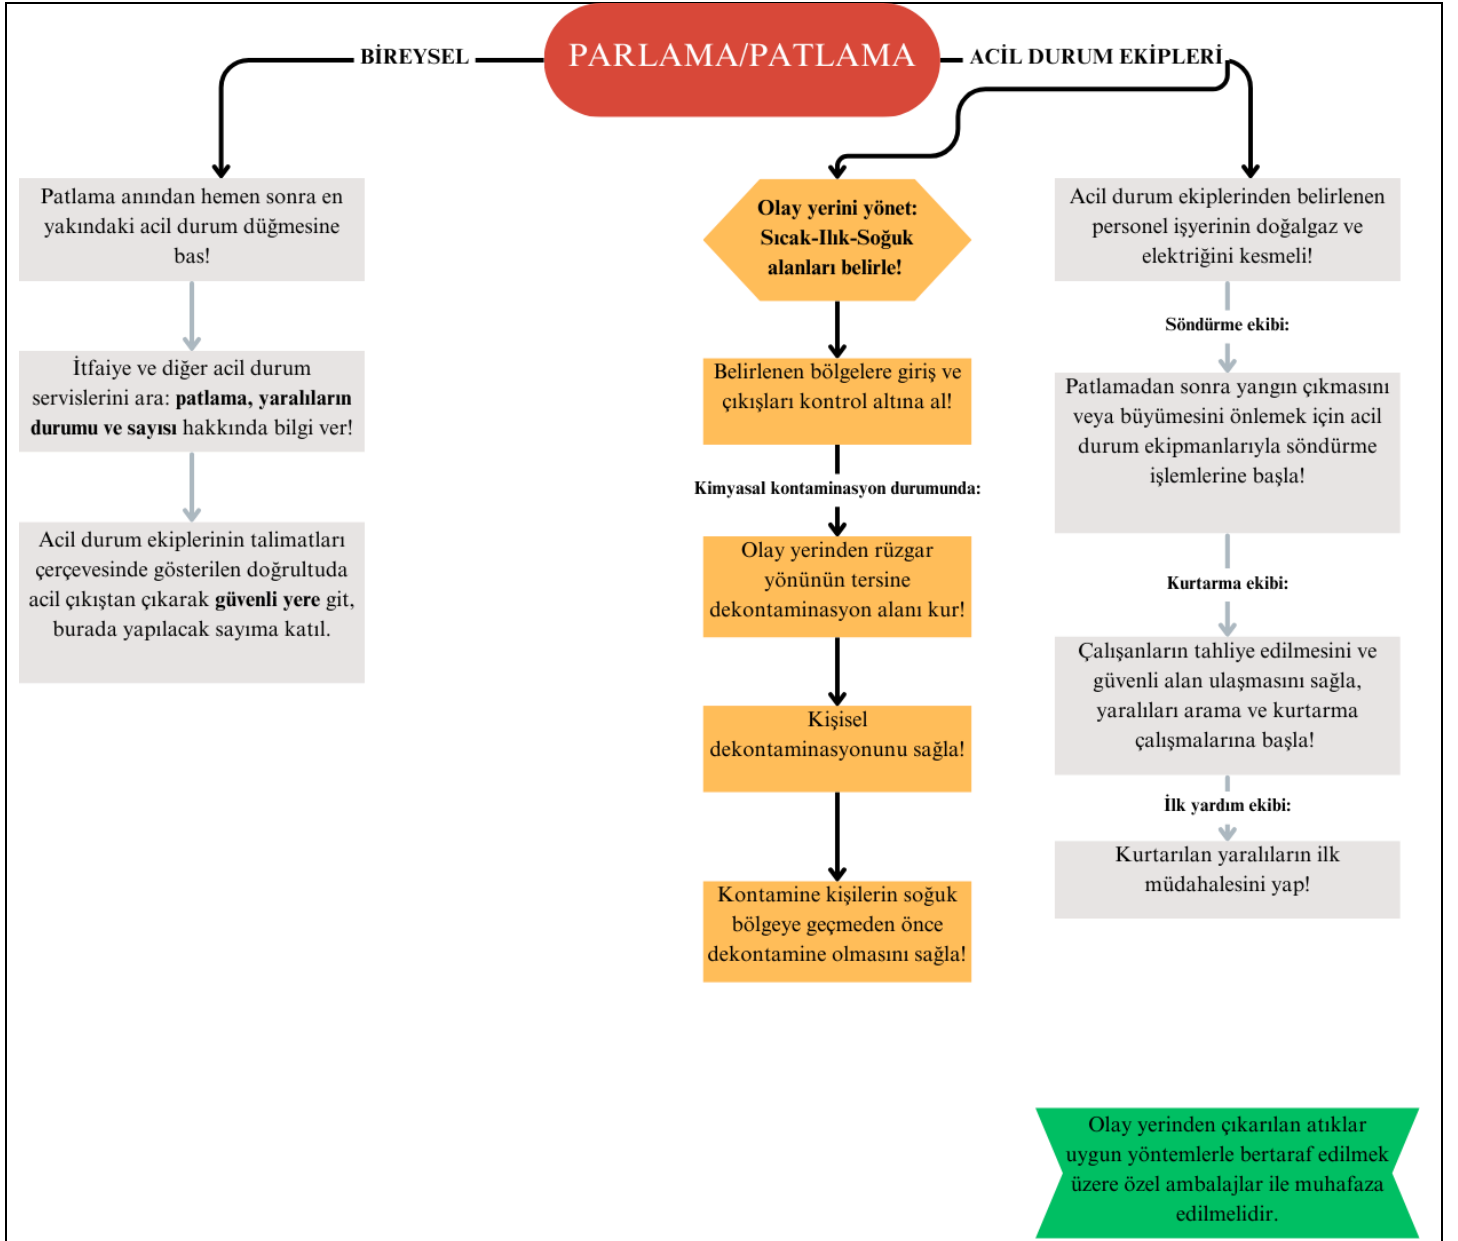 PARLAMA/PATLAMA
BİREYSEL
Patlama anından hemen sonra en
yakındaki acil durum düğmesine
bas!
İtfaiye ve diğer acil durum
servislerini ara: patlama, yaralıların
durumu ve sayısı hakkında bilgi ver!
Acil durum ekiplerinin talimatları
çerçevesinde gösterilen doğrultuda
acil çıkıştan çıkarak güvenli yere git,
burada yapılacak sayıma katıl.
ACİL DURUM EKİPLERİ
Olay yerini yönet:
Sıcak-Ilık-Soğuk
alanları belirle!
Belirlenen bölgelere giriş ve
çıkışları kontrol altına al!
Kimyasal kontaminasyon durumunda:
Olay yerinden rüzgar
yönünün tersine
dekontaminasyon alanı kur!
Kişisel
dekontaminasyonunu sağla!
Kontamine kişilerin soğuk
bölgeye geçmeden önce
dekontamine olmasını sağla!
Acil durum ekiplerinden belirlenen
personel işyerinin doğalgaz ve
elektriğini kesmeli!
Söndürme ekibi:
Patlamadan sonra yangın çıkmasını
veya büyümesini önlemek için acil
durum ekipmanlarıyla söndürme
işlemlerine başla!
Kurtarma ekibi:
Çalışanların tahliye edilmesini ve
güvenli alan ulaşmasını sağla,
yaralıları arama ve kurtarma
çalışmalarına başla!
İlk yardım ekibi:
Kurtarılan yaralıların ilk
müdahalesini yap!
Olay yerinden çıkarılan atıklar
uygun yöntemlerle bertaraf edilmek
üzere özel ambalajlar ile muhafaza
edilmelidir.